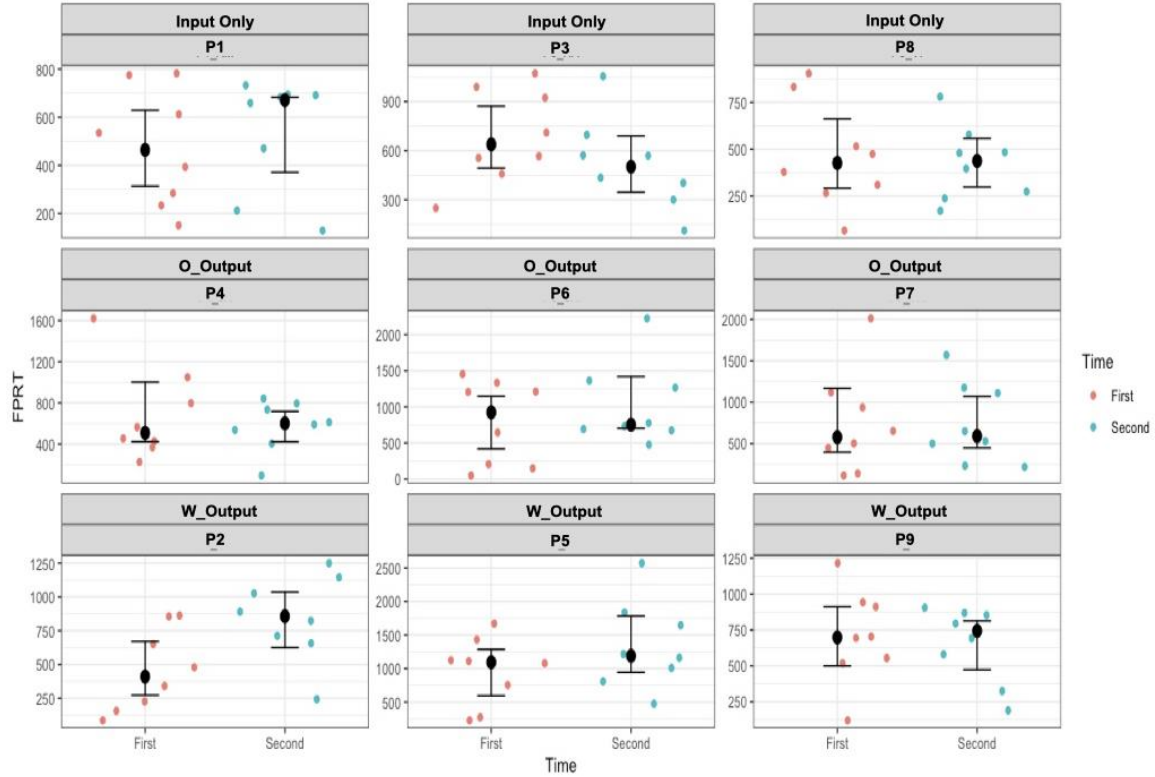 Input Only
Input Only
Input Only
P1
P3
P8
800
600
400
200
900
600
300
750
500
250
O_Output
O_Output
O_Output
P4
P6
P7
1600
1200
800
400
2000
1500
1000
500
0
2000
1500
1000
500
W_Output
W_Output
W_Output
P2
P5
P9
1250
1000
750
500
250
2500
2000
1500
1000
500
1250
1000
750
500
250
First
Second
First
Second
First
Second
Time
FPRT
Time
First
Second